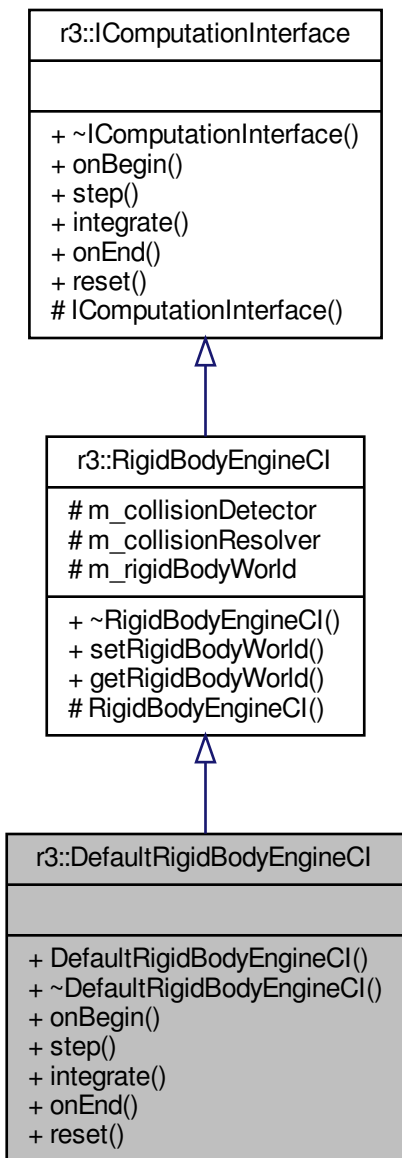 r3::IComputationInterface
+ ~IComputationInterface()
+ onBegin()
+ step()
+ integrate()
+ onEnd()
+ reset()
# IComputationInterface()
r3::RigidBodyEngineCI
# m_collisionDetector
# m_collisionResolver
# m_rigidBodyWorld
+ ~RigidBodyEngineCI()
+ setRigidBodyWorld()
+ getRigidBodyWorld()
# RigidBodyEngineCI()
r3::DefaultRigidBodyEngineCI
+ DefaultRigidBodyEngineCI()
+ ~DefaultRigidBodyEngineCI()
+ onBegin()
+ step()
+ integrate()
+ onEnd()
+ reset()